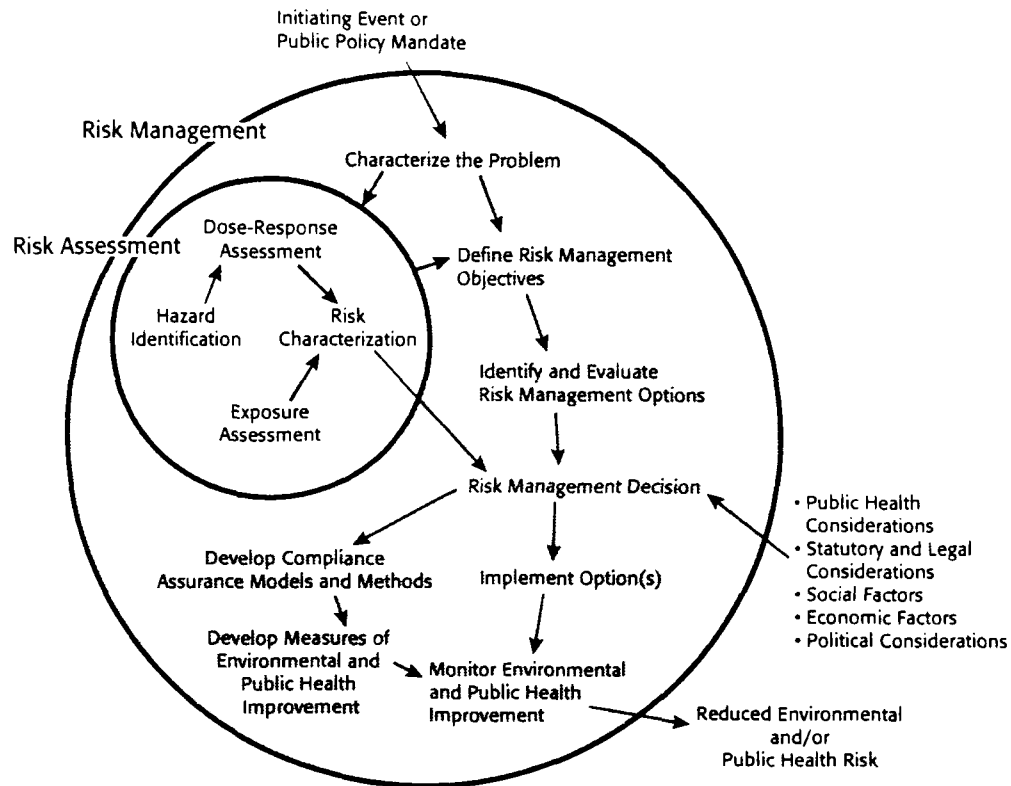 Initiating Event or
Public Policy Mandate
Risk Management
Characterize the Problem
Risk Assessment
Dose-Response
Assessment
Define Risk Management
Objectives
Hazard
Identification
Risk
Characterization
Identify and Evaluate
Risk Management Options
Exposure
Assessment
Risk Management Decision
• Public Health
Considerations
• Statutory and Legal
Considerations
• Social Factors
• Economic Factors
• Political Considerations
Develop Compliance
Assurance Models and Methods
Implement Option(s)
Develop Measures of
Environmental and
Public Health
Improvement
Monitor Environmental
and Public Health
Improvement
Reduced Environmental
and/or
Public Health Risk